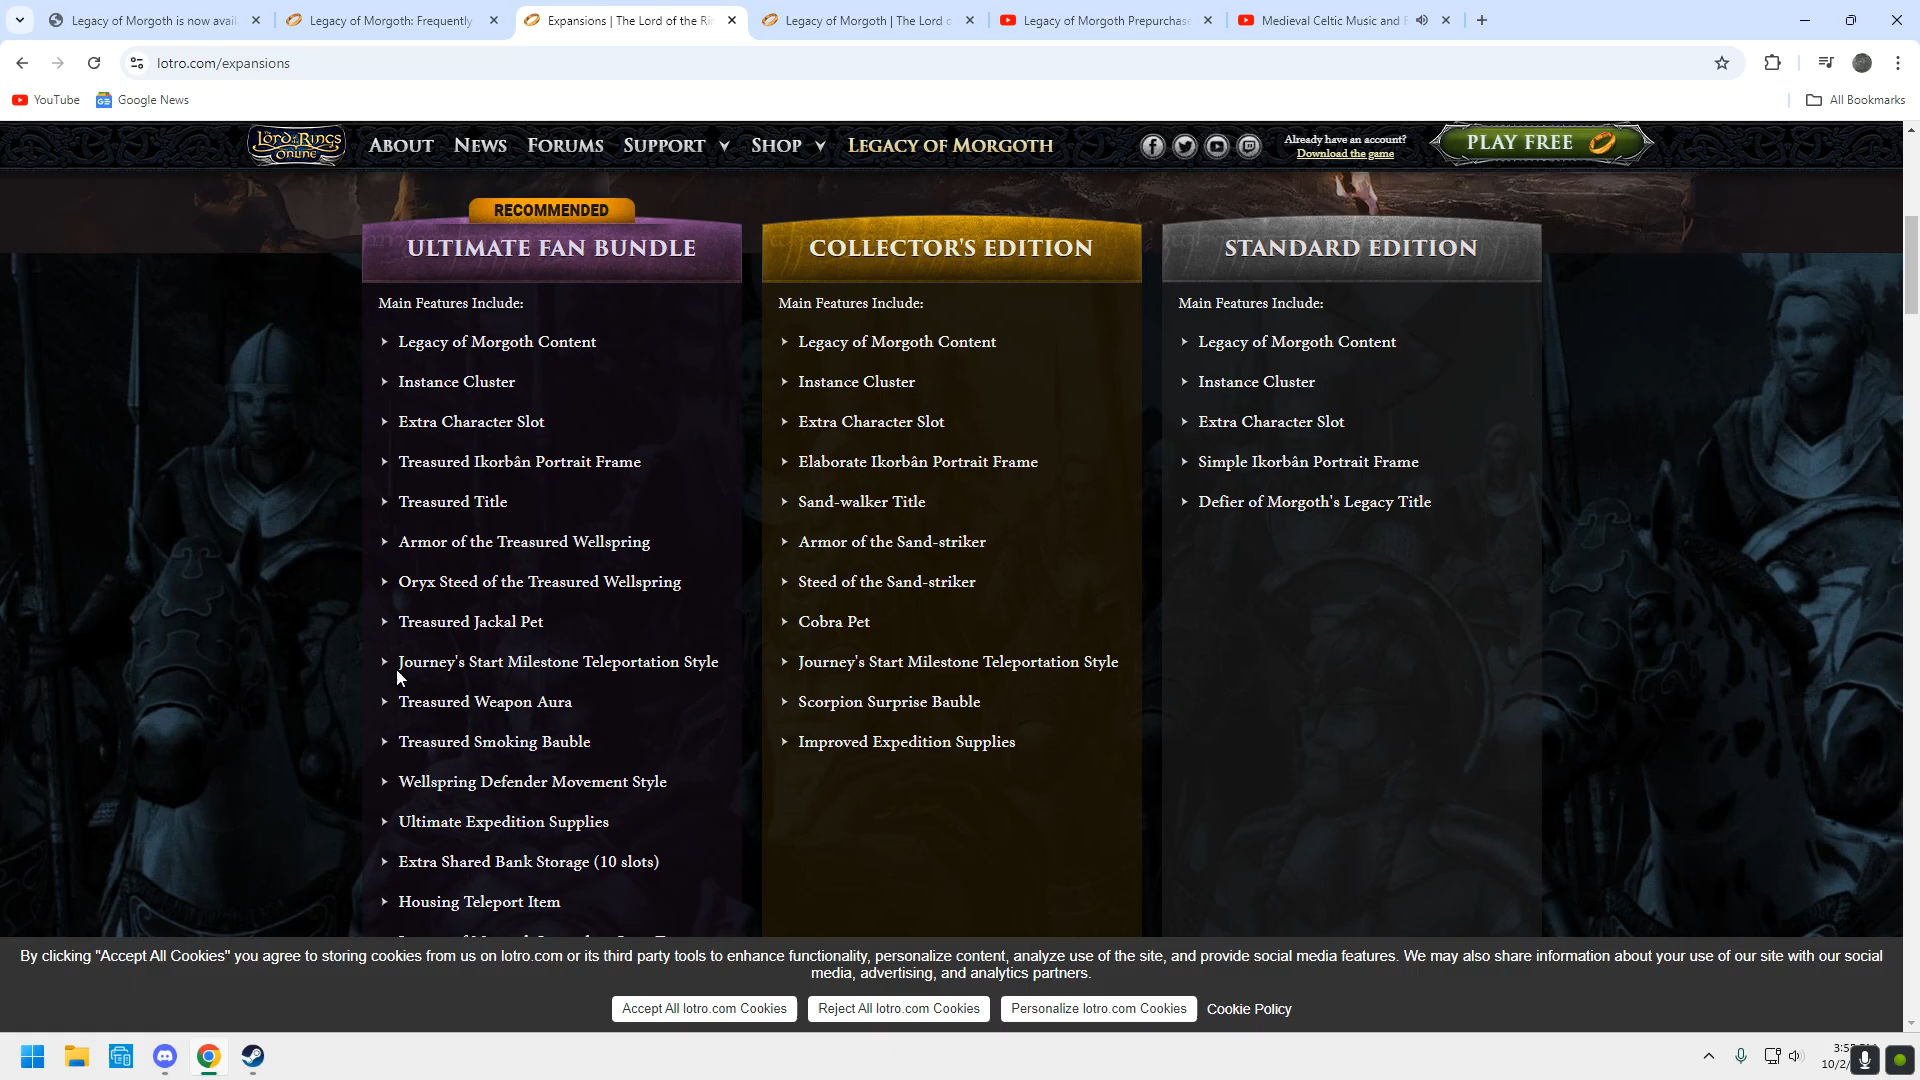 Legacy of Morgoth is now avail
Legacy of Morgoth: Frequently
Expansions | The Lord of the Rin
Legacy of Morgoth | The Lord o
Legacy of Morgoth Prepurchase
Medieval Celtic Music and F
lotro.com/expansions
YouTube
Google News
All Bookmarks
The Lord of the Rings Online
About
News
Forums
Support
Shop
Legacy of Morgoth
Already have an account?
Download the game
PLAY FREE
RECOMMENDED
ULTIMATE FAN BUNDLE
Main Features Include:
Legacy of Morgoth Content
Instance Cluster
Extra Character Slot
Treasured Ikorbân Portrait Frame
Treasured Title
Armor of the Treasured Wellspring
Oryx Steed of the Treasured Wellspring
Treasured Jackal Pet
Journey's Start Milestone Teleportation Style
Treasured Weapon Aura
Treasured Smoking Bauble
Wellspring Defender Movement Style
Ultimate Expedition Supplies
Extra Shared Bank Storage (10 slots)
Housing Teleport Item
COLLECTOR'S EDITION
Main Features Include:
Legacy of Morgoth Content
Instance Cluster
Extra Character Slot
Elaborate Ikorbân Portrait Frame
Sand-walker Title
Armor of the Sand-striker
Steed of the Sand-striker
Cobra Pet
Journey's Start Milestone Teleportation Style
Scorpion Surprise Bauble
Improved Expedition Supplies
STANDARD EDITION
Main Features Include:
Legacy of Morgoth Content
Instance Cluster
Extra Character Slot
Simple Ikorbân Portrait Frame
Defier of Morgoth's Legacy Title
By clicking "Accept All Cookies" you agree to storing cookies from us on lotro.com or its third party tools to enhance functionality, personalize content, analyze use of the site, and provide social media features. We may also share information about your use of our site with our social
media, advertising, and analytics partners.
Accept All lotro.com Cookies
Reject All lotro.com Cookies
Personalize lotro.com Cookies
Cookie Policy
10/2/